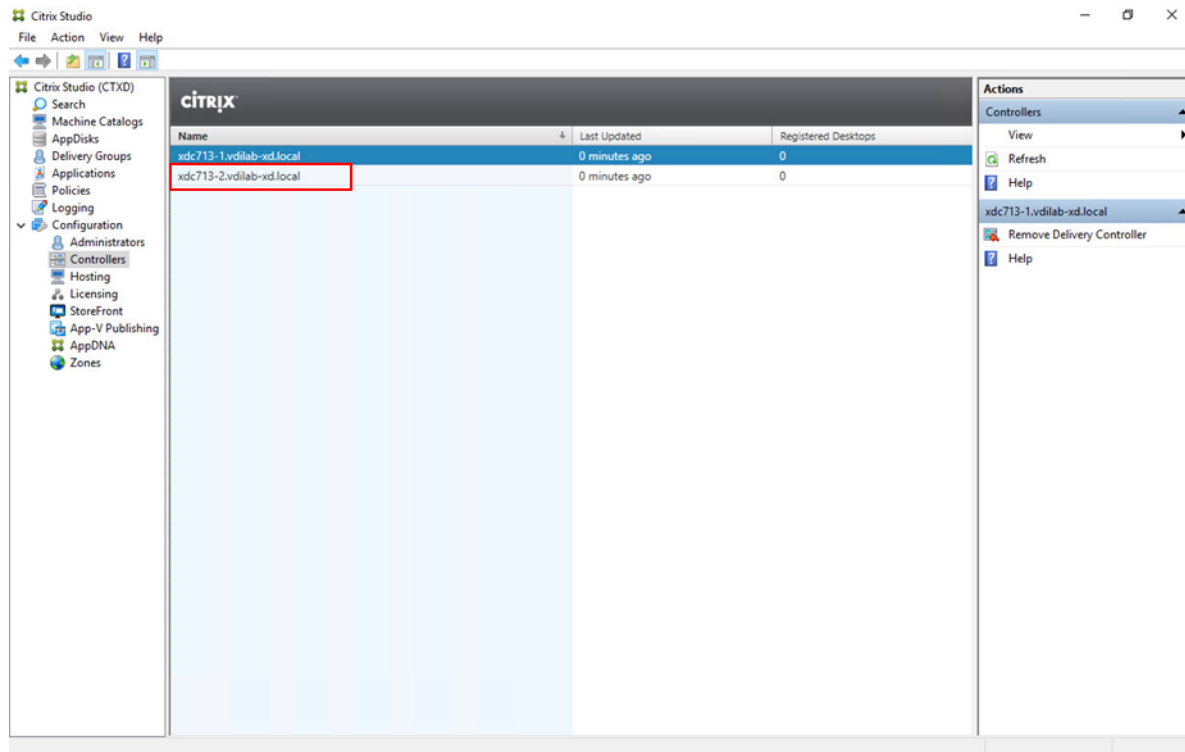 Citrix Studio
File Action View Help
Citrix Studio (CTXD)
Search
Machine Catalogs
AppDisks
Delivery Groups
Applications
Policies
Logging
Configuration
Administrators
Controllers
Hosting
Licensing
StoreFront
App-V Publishing
AppDNA
Zones
CITRIX
Name Last Updated Registered Desktops
xdc713-1.vdilab-xd.local 0 minutes ago 0
xdc713-2.vdilab-xd.local 0 minutes ago 0
Actions
Controllers
View
Refresh
Help
xdc713-1.vdilab-xd.local
Remove Delivery Controller
Help